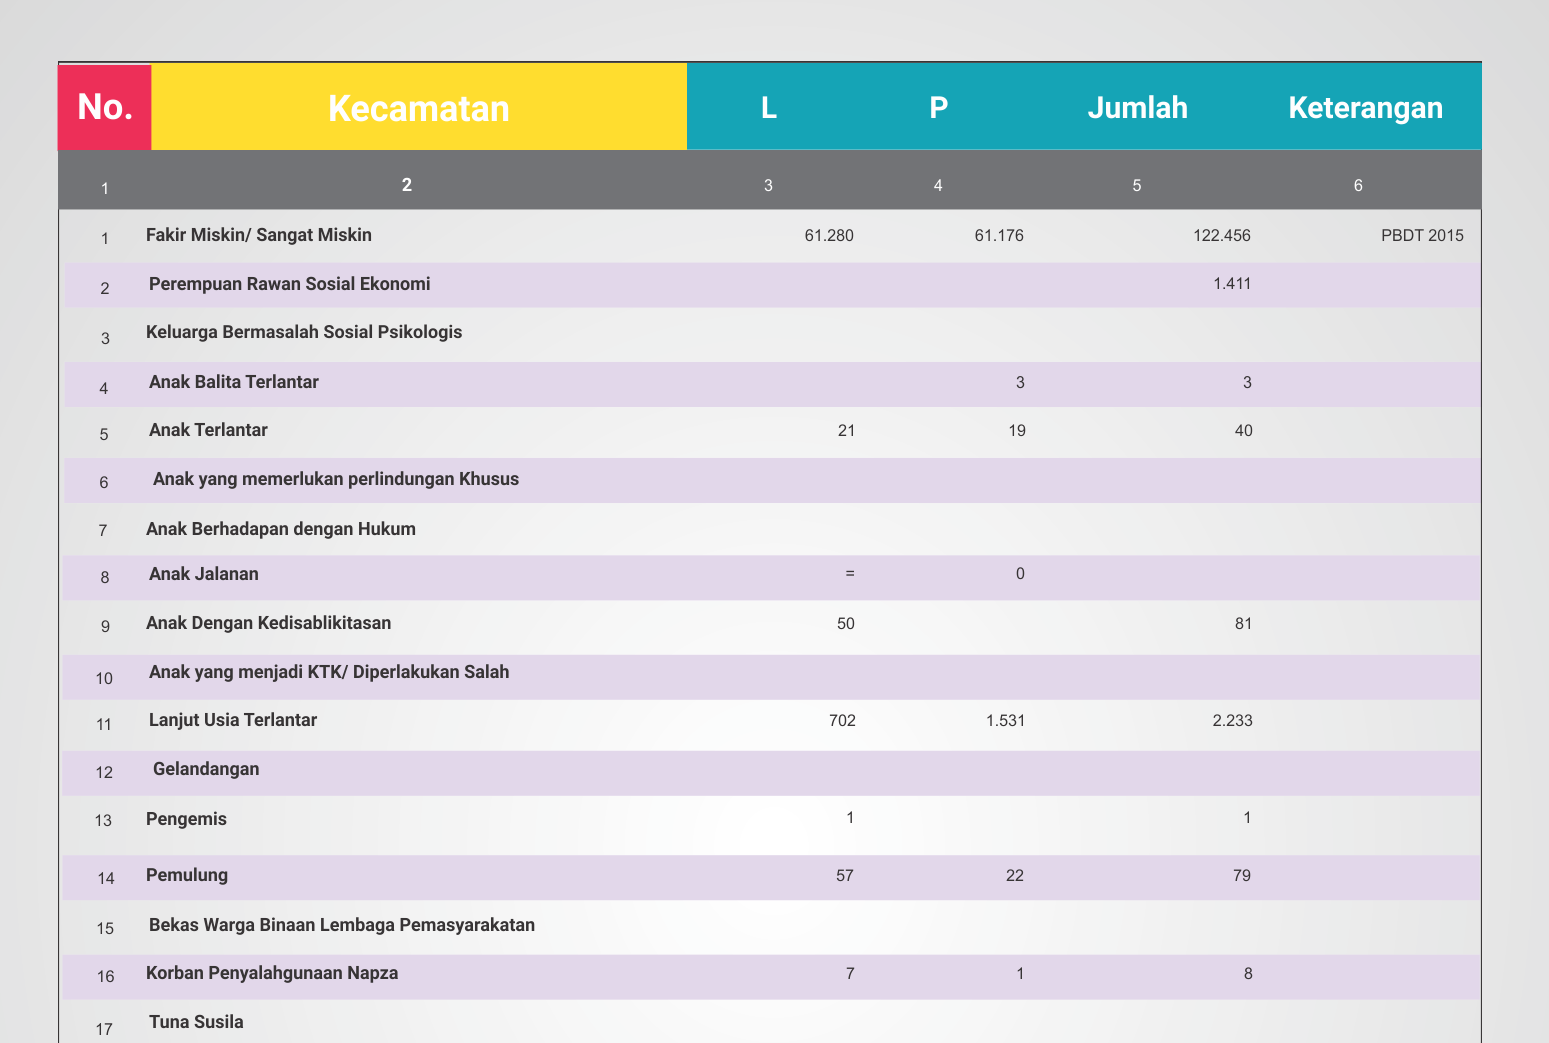 No. Kecamatan L P Jumlah Keterangan
1 2 3 4 5 6
1 Fakir Miskin/ Sangat Miskin 61.280 61.176 122.456 PBDT 2015
2 Perempuan Rawan Sosial Ekonomi 1.411
3 Keluarga Bermasalah Sosial Psikologis
4 Anak Balita Terlantar 3 3
5 Anak Terlantar 21 19 40
6 Anak yang memerlukan perlindungan Khusus
7 Anak Berhadapan dengan Hukum
8 Anak Jalanan = 0
9 Anak Dengan Kedisablikitasan 50 81
10 Anak yang menjadi KTK/ Diperlakukan Salah
11 Lanjut Usia Terlantar 702 1.531 2.233
12 Gelandangan
13 Pengemis 1 1
14 Pemulung 57 22 79
15 Bekas Warga Binaan Lembaga Pemasyarakatan
16 Korban Penyalahgunaan Napza 7 1 8
17 Tuna Susila